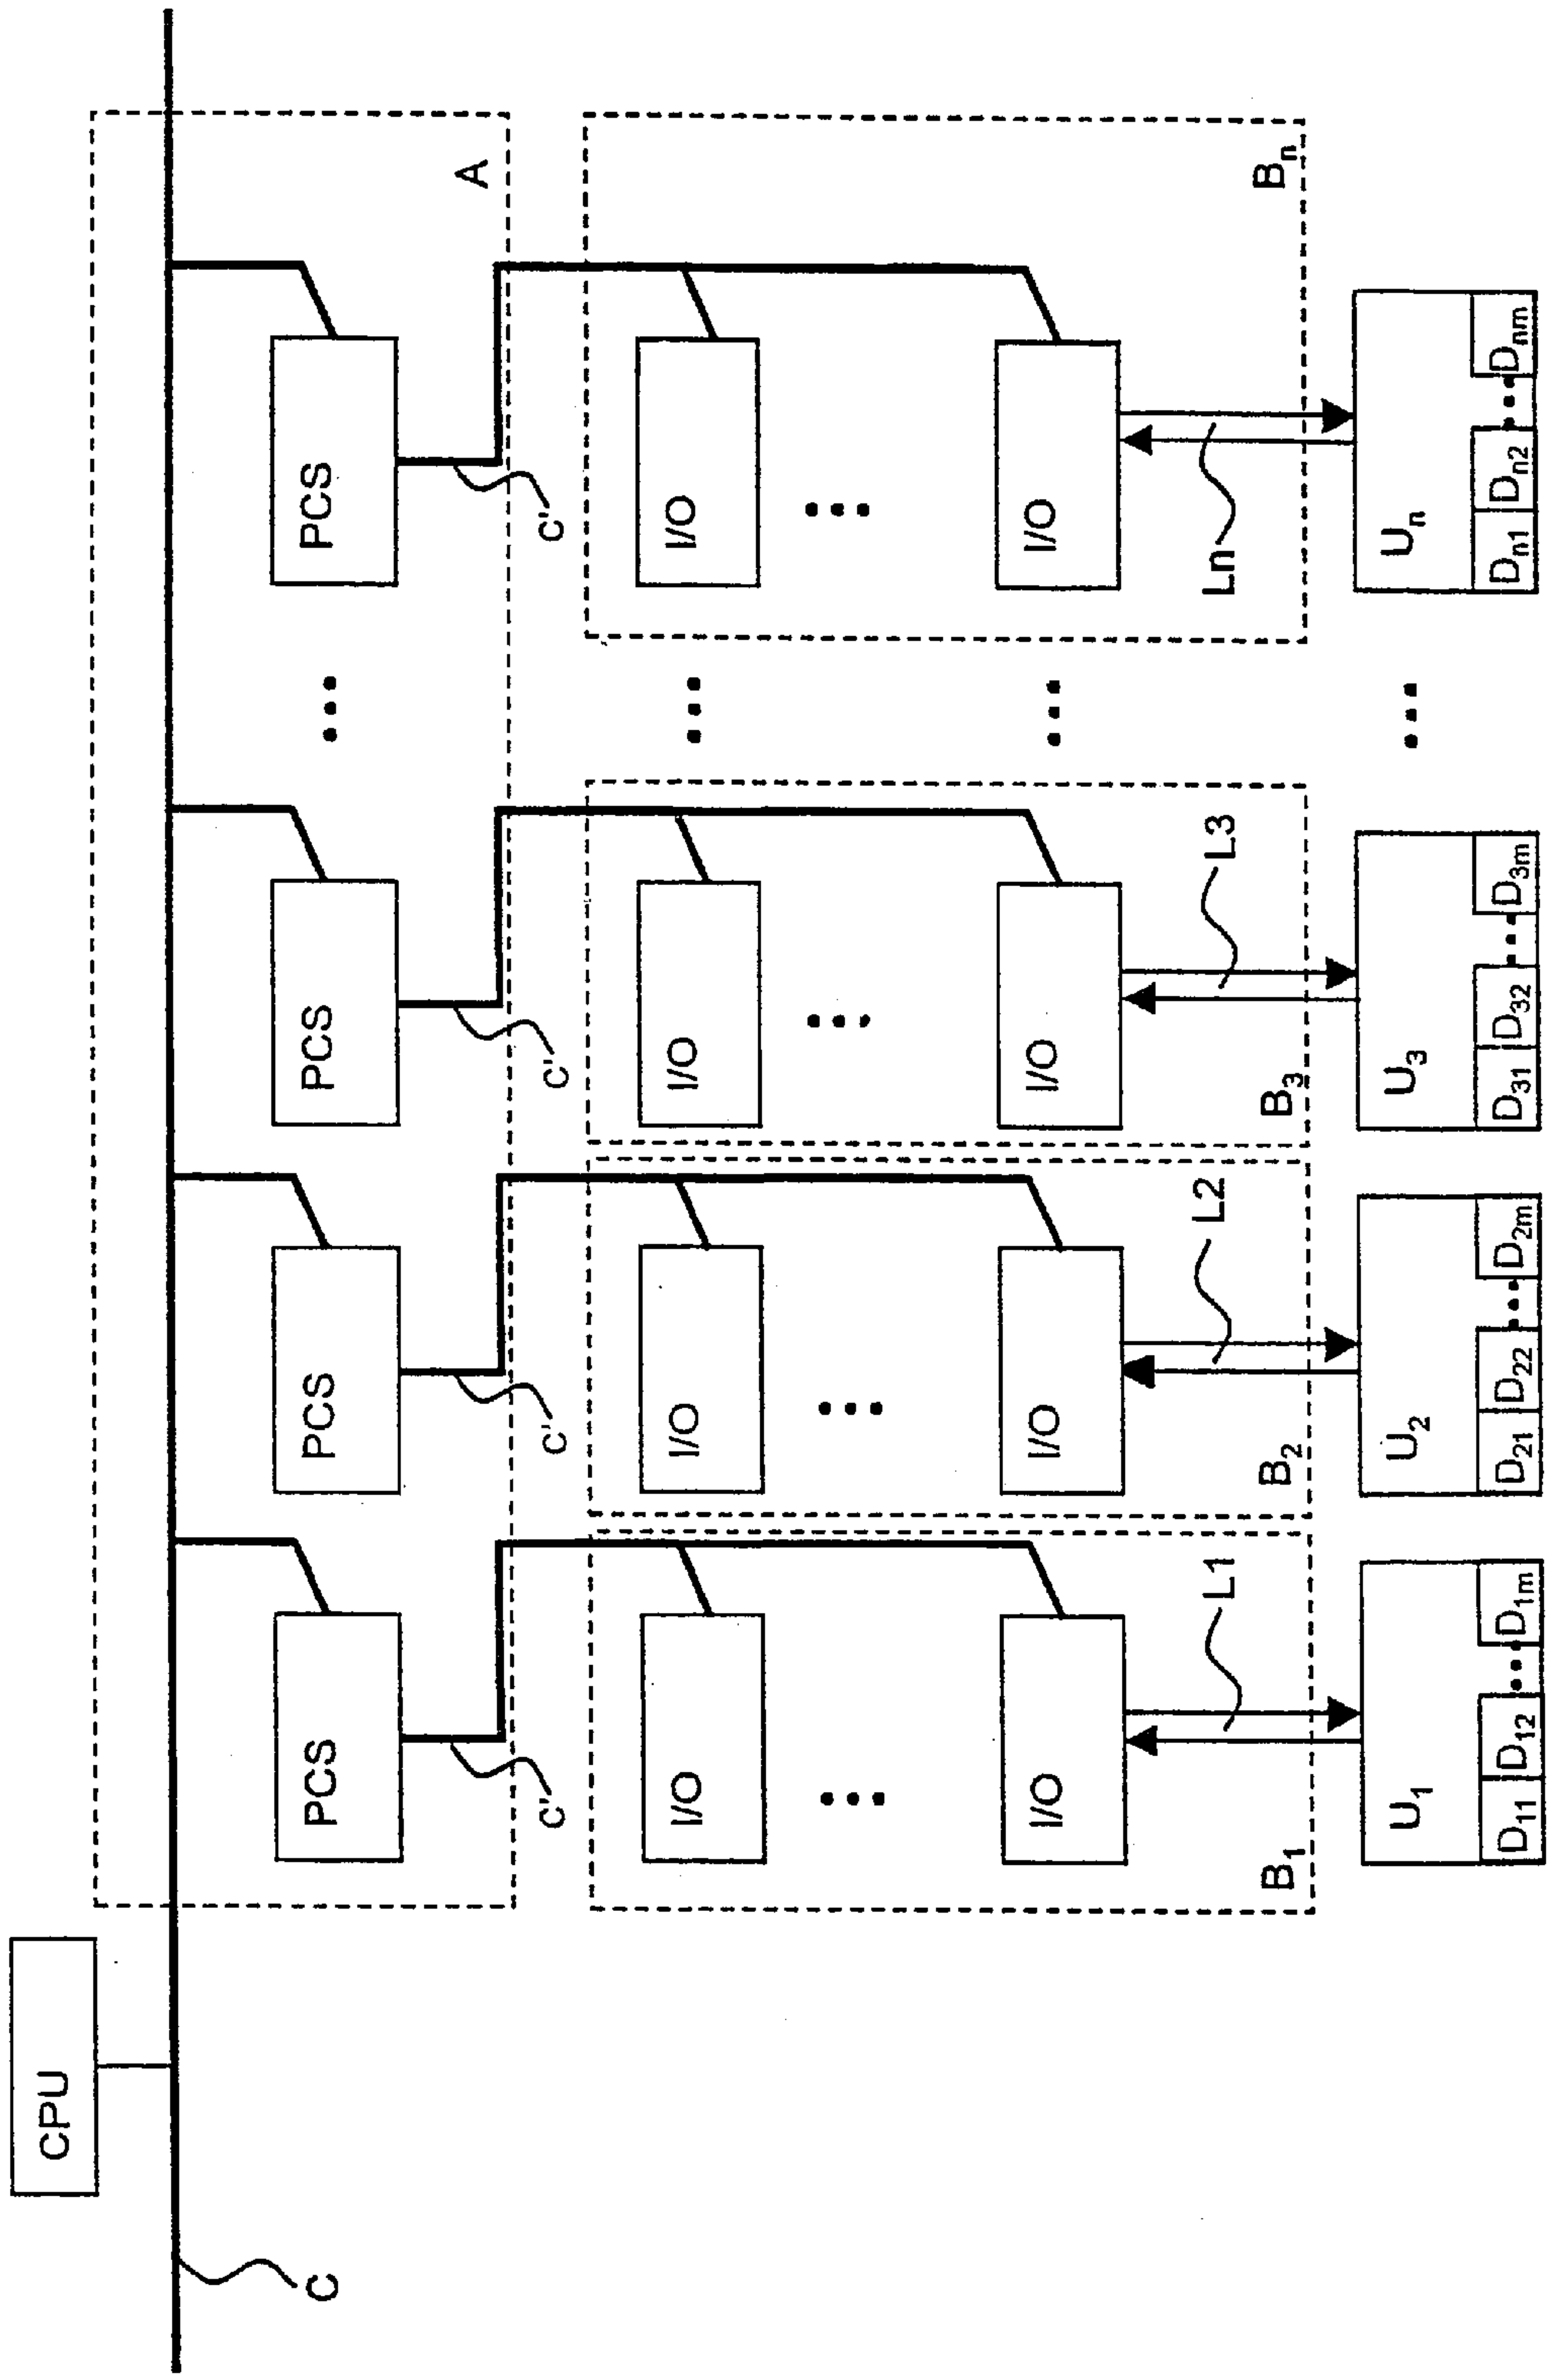 CPU
C
A
PCS
PCS
PCS
•••
PCS
C'
C'
C'
C'
I/O
I/O
I/O
•••
I/O
•••
•••
•••
•••
I/O
I/O
I/O
•••
I/O
L1
L2
L3
Ln
B1
B2
B3
Bn
U1
U2
U3
•••
Un
D11 D12 ••• D1m
D21 D22 ••• D2m
D31 D32 ••• D3m
Dn1 Dn2 ••• Dnm